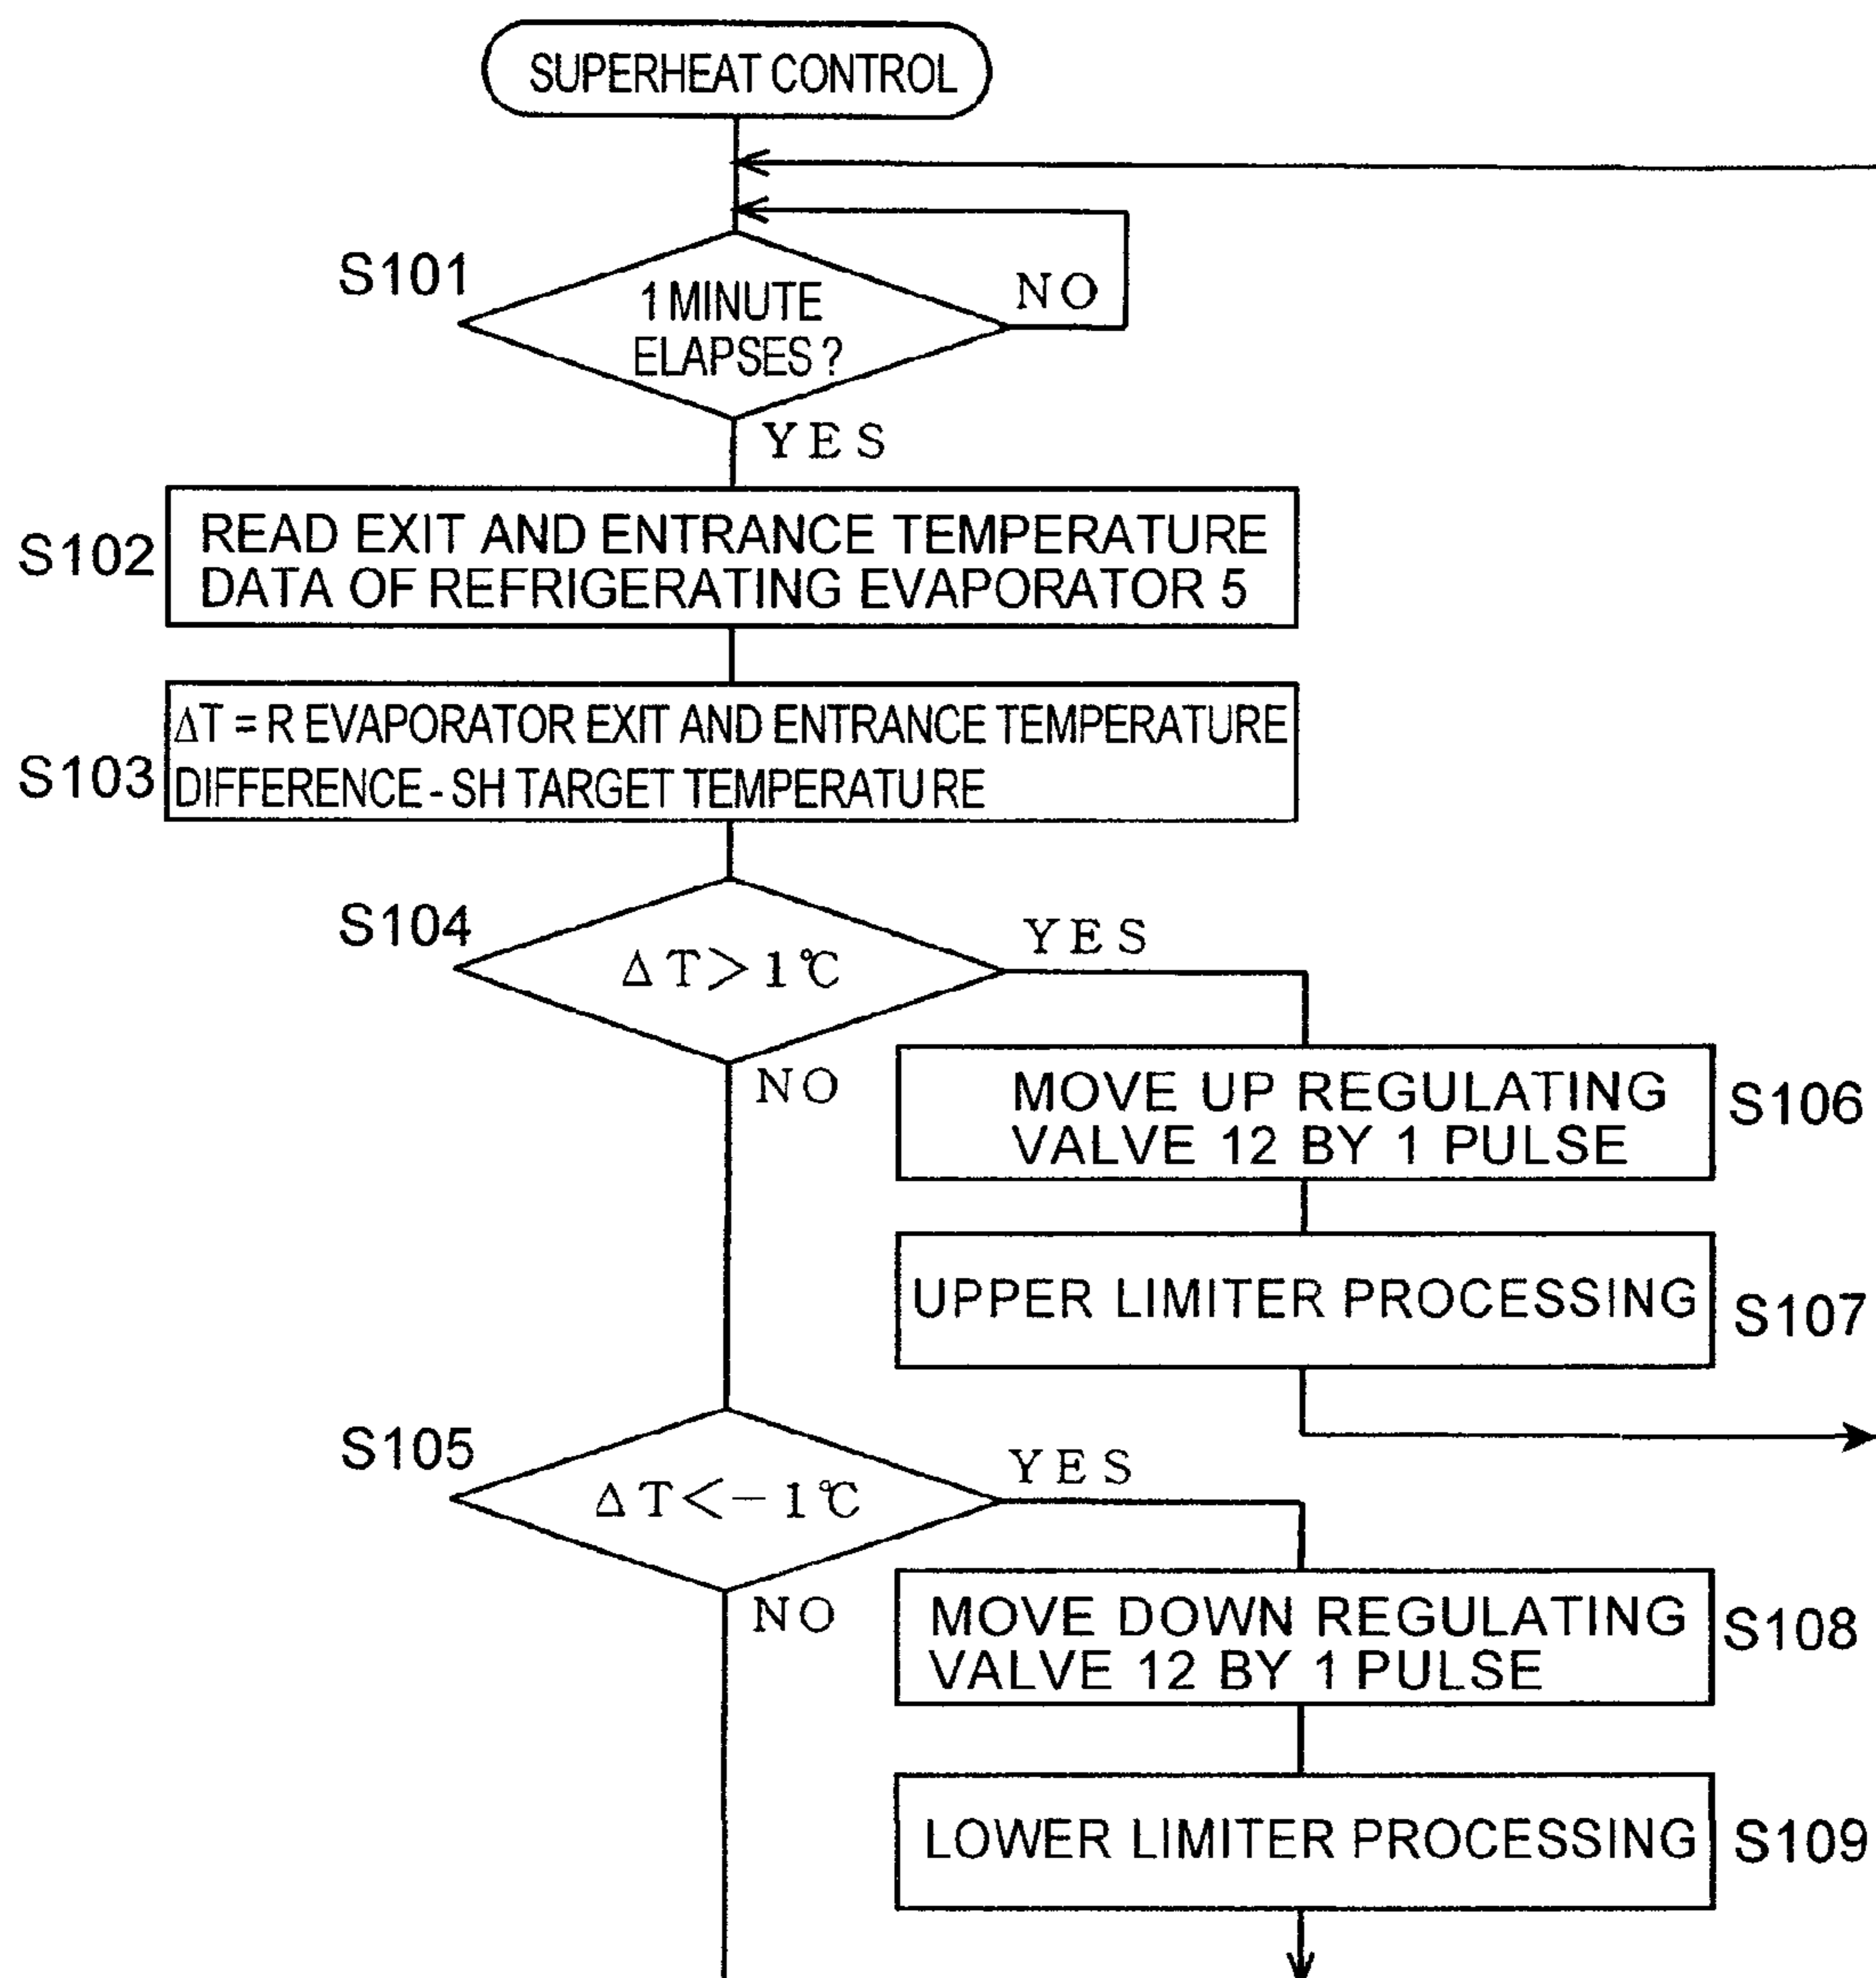 SUPERHEAT CONTROL
S101
1 MINUTE
ELAPSES?
NO
YES
S102
READ EXIT AND ENTRANCE TEMPERATURE
DATA OF REFRIGERATING EVAPORATOR 5
S103
ΔT = R EVAPORATOR EXIT AND ENTRANCE TEMPERATURE
DIFFERENCE - SH TARGET TEMPERATURE
S104
ΔT>1℃
YES
NO
MOVE UP REGULATING
VALVE 12 BY 1 PULSE
S106
UPPER LIMITER PROCESSING
S107
S105
ΔT<-1℃
YES
NO
MOVE DOWN REGULATING
VALVE 12 BY 1 PULSE
S108
LOWER LIMITER PROCESSING
S109